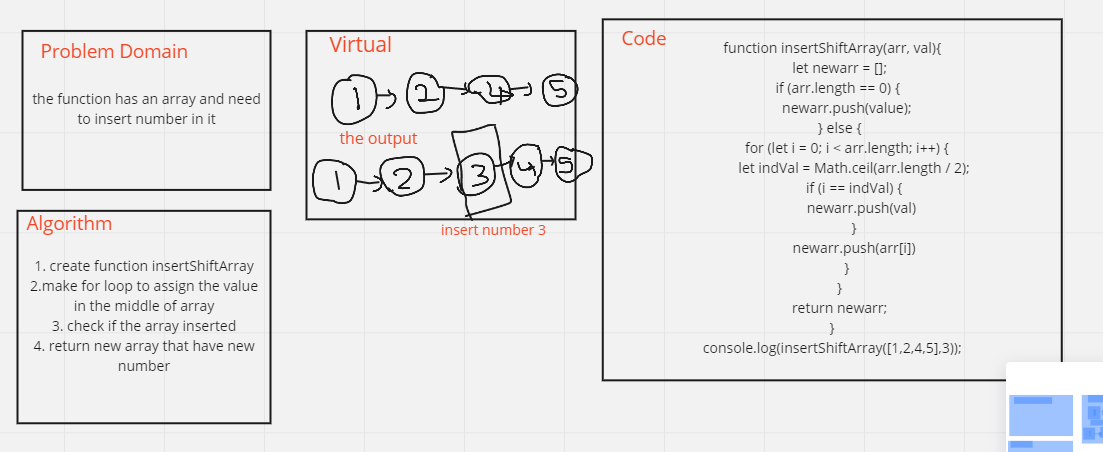 Problem Domain
the function has an array and need
to insert number in it
Algorithm
1. create function insertShiftArray
2.make for loop to assign the value
in the middle of array
3. check if the array inserted
4. return new array that have new
number
Virtual
1 2 4 5
the output
1 2 3 4 5
insert number 3
Code
function insertShiftArray(arr, val){
let newarr = [];
if (arr.length == 0) {
newarr.push(value);
} else {
for (let i = 0; i < arr.length; i++) {
let indVal = Math.ceil(arr.length / 2);
if (i == indVal) {
newarr.push(val)
}
newarr.push(arr[i])
}
}
return newarr;
}
console.log(insertShiftArray([1,2,4,5],3));